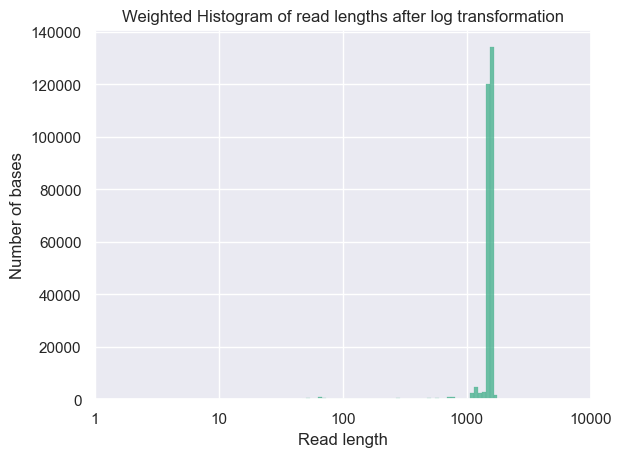 Weighted Histogram of read lengths after log transformation
140000
120000
100000
80000
60000
40000
20000
0
Number of bases
1 10 100 1000 10000
Read length